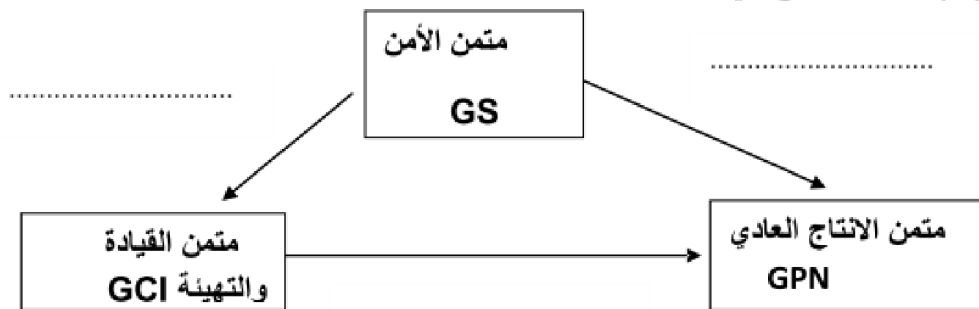 متمن الأمن
GS
........................................
........................................
متمن القيادة
والتهيئة GCI
متمن الانتاج العادي
GPN